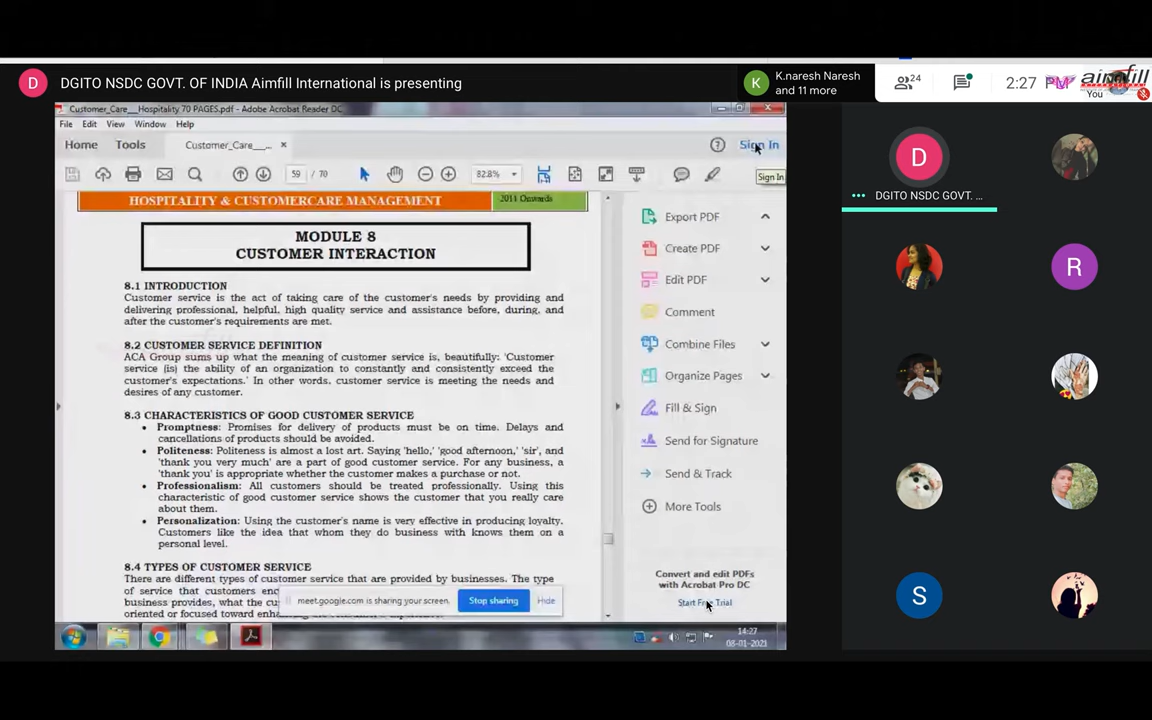 D DGITO NSDC GOVT. OF INDIA Aimfill International is presenting
K K.naresh Naresh
and 11 more
24
2:27 PM
aimfill
You
Customer_Care__Hospitality 70 PAGES.pdf - Adobe Acrobat Reader DC
File Edit View Window Help
Home Tools Customer_Care__... × ? Sign In
59 / 70 82.8%
Sign In
HOSPITALITY & CUSTOMERCARE MANAGEMENT 2011 Onwards
MODULE 8
CUSTOMER INTERACTION
8.1 INTRODUCTION
Customer service is the act of taking care of the customer's needs by providing and
delivering professional, helpful, high quality service and assistance before, during, and
after the customer's requirements are met.
8.2 CUSTOMER SERVICE DEFINITION
ACA Group sums up what the meaning of customer service is, beautifully: 'Customer
service (is) the ability of an organization to constantly and consistently exceed the
customer's expectations.' In other words, customer service is meeting the needs and
desires of any customer.
8.3 CHARACTERISTICS OF GOOD CUSTOMER SERVICE
• Promptness: Promises for delivery of products must be on time. Delays and
cancellations of products should be avoided.
• Politeness: Politeness is almost a lost art. Saying 'hello,' 'good afternoon,' 'sir', and
'thank you very much' are a part of good customer service. For any business, a
'thank you' is appropriate whether the customer makes a purchase or not.
• Professionalism: All customers should be treated professionally. Using this
characteristic of good customer service shows the customer that you really care
about them.
• Personalization: Using the customer's name is very effective in producing loyalty.
Customers like the idea that whom they do business with knows them on a
personal level.
8.4 TYPES OF CUSTOMER SERVICE
There are different types of customer service that are provided by businesses. The type
of service that customers
business provides, what the
oriented or focused toward
meet.google.com is sharing your screen. Stop sharing Hide
Export PDF
Create PDF
Edit PDF
Comment
Combine Files
Organize Pages
Fill & Sign
Send for Signature
Send & Track
More Tools
Convert and edit PDFs
with Acrobat Pro DC
Start Free Trial
14:27
08-01-2021
D
DGITO NSDC GOVT. ...
R
S